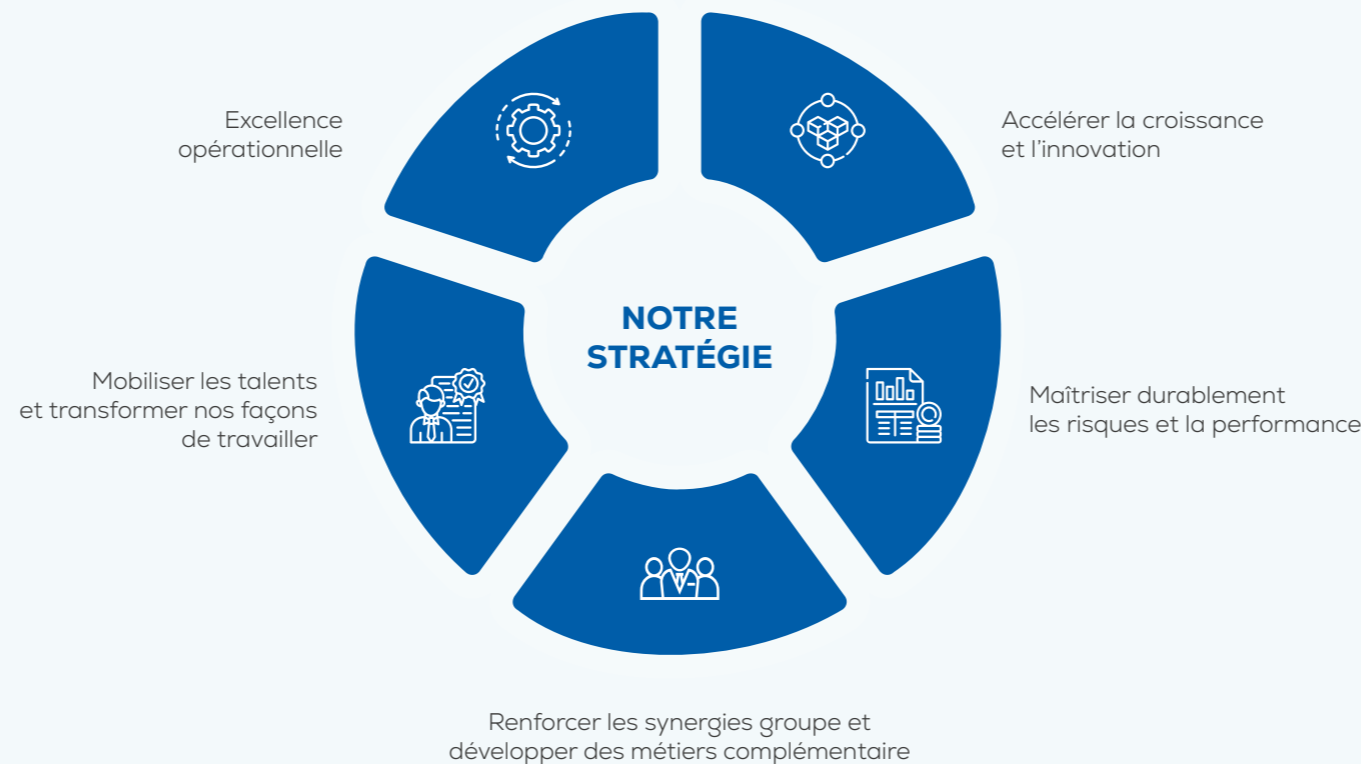 Excellence
opérationnelle
Accélérer la croissance
et l'innovation
NOTRE
STRATÉGIE
Mobiliser les talents
et transformer nos façons
de travailler
Maîtriser durablement
les risques et la performance
Renforcer les synergies groupe et
développer des métiers complémentaire